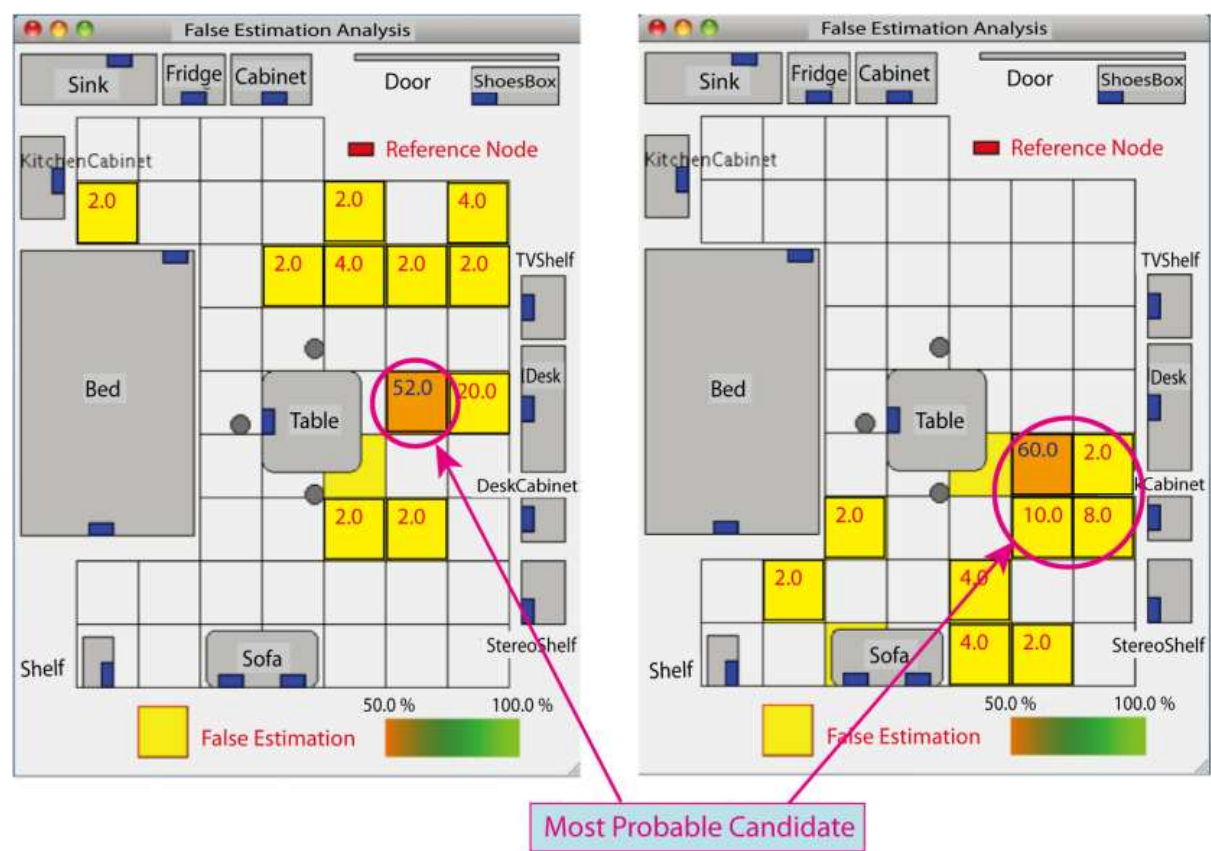 False Estimation Analysis
Sink
Fridge
Cabinet
Door
ShoesBox
KitchenCabinet
Reference Node
2.0
2.0
4.0
2.0
4.0
2.0
2.0
TVShelf
Bed
Table
52.0
20.0
IDesk
DeskCabinet
2.0
2.0
Shelf
Sofa
StereoShelf
50.0 %
100.0 %
False Estimation
False Estimation Analysis
Sink
Fridge
Cabinet
Door
ShoesBox
KitchenCabinet
Reference Node
TVShelf
Bed
Table
Desk
60.0
2.0
kCabinet
2.0
10.0
8.0
2.0
4.0
Shelf
Sofa
4.0
2.0
StereoShelf
50.0 %
100.0 %
False Estimation
Most Probable Candidate